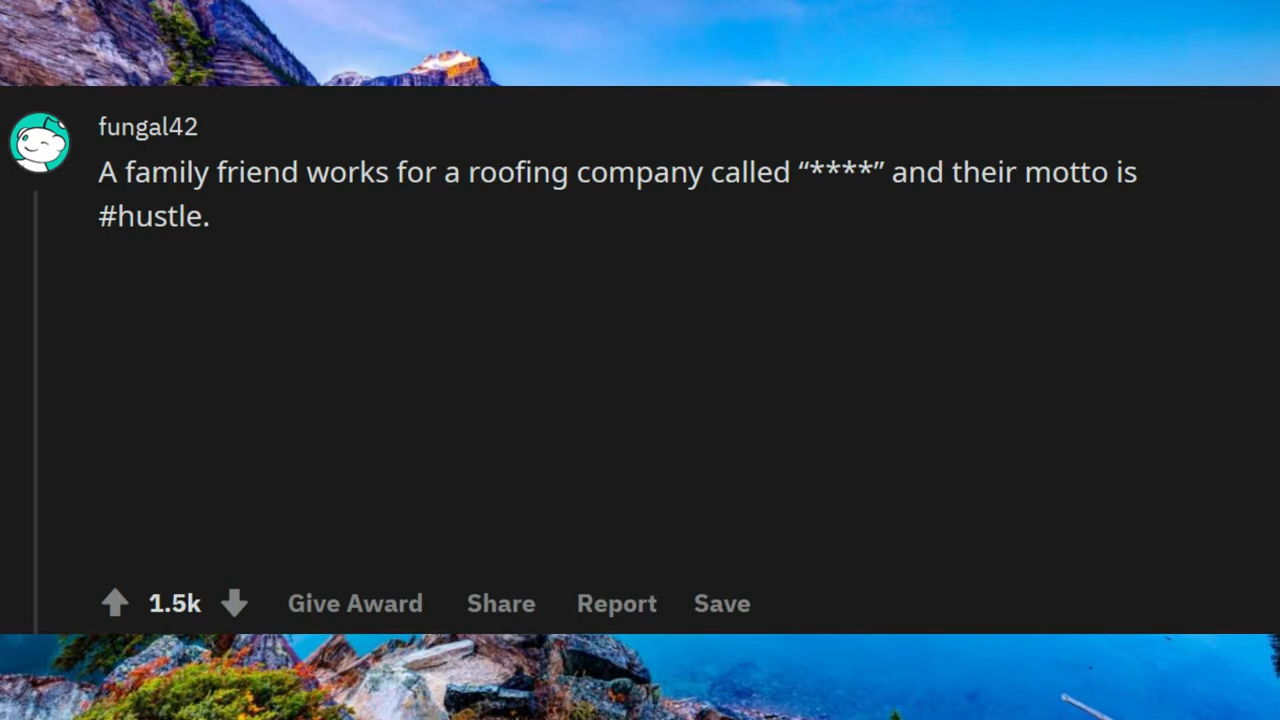 fungal42
A family friend works for a roofing company called “****” and their motto is
#hustle.
1.5k Give Award Share Report Save